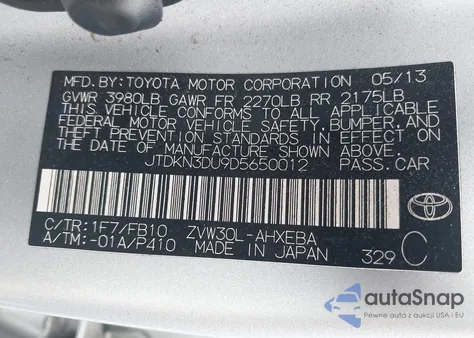 MFD.BY:TOYOTA MOTOR CORPORATION 05/13
GVWR 3980LB GAWR FR 2270LB RR 2175LB
THIS VEHICLE CONFORMS TO ALL APPLICABLE
FEDERAL MOTOR VEHICLE SAFETY, BUMPER, AND
THEFT PREVENTION STANDARDS IN EFFECT ON
THE DATE OF MANUFACTURE SHOWN ABOVE.
JTDKN3DU9D5650012 PASS.CAR
C/TR:1F7/FB10 ZVW30L-AHXEBA
A/TM:-01A/P410 MADE IN JAPAN 329 C
TOYOTA
autoSnap
Pewne auta z USA i EU